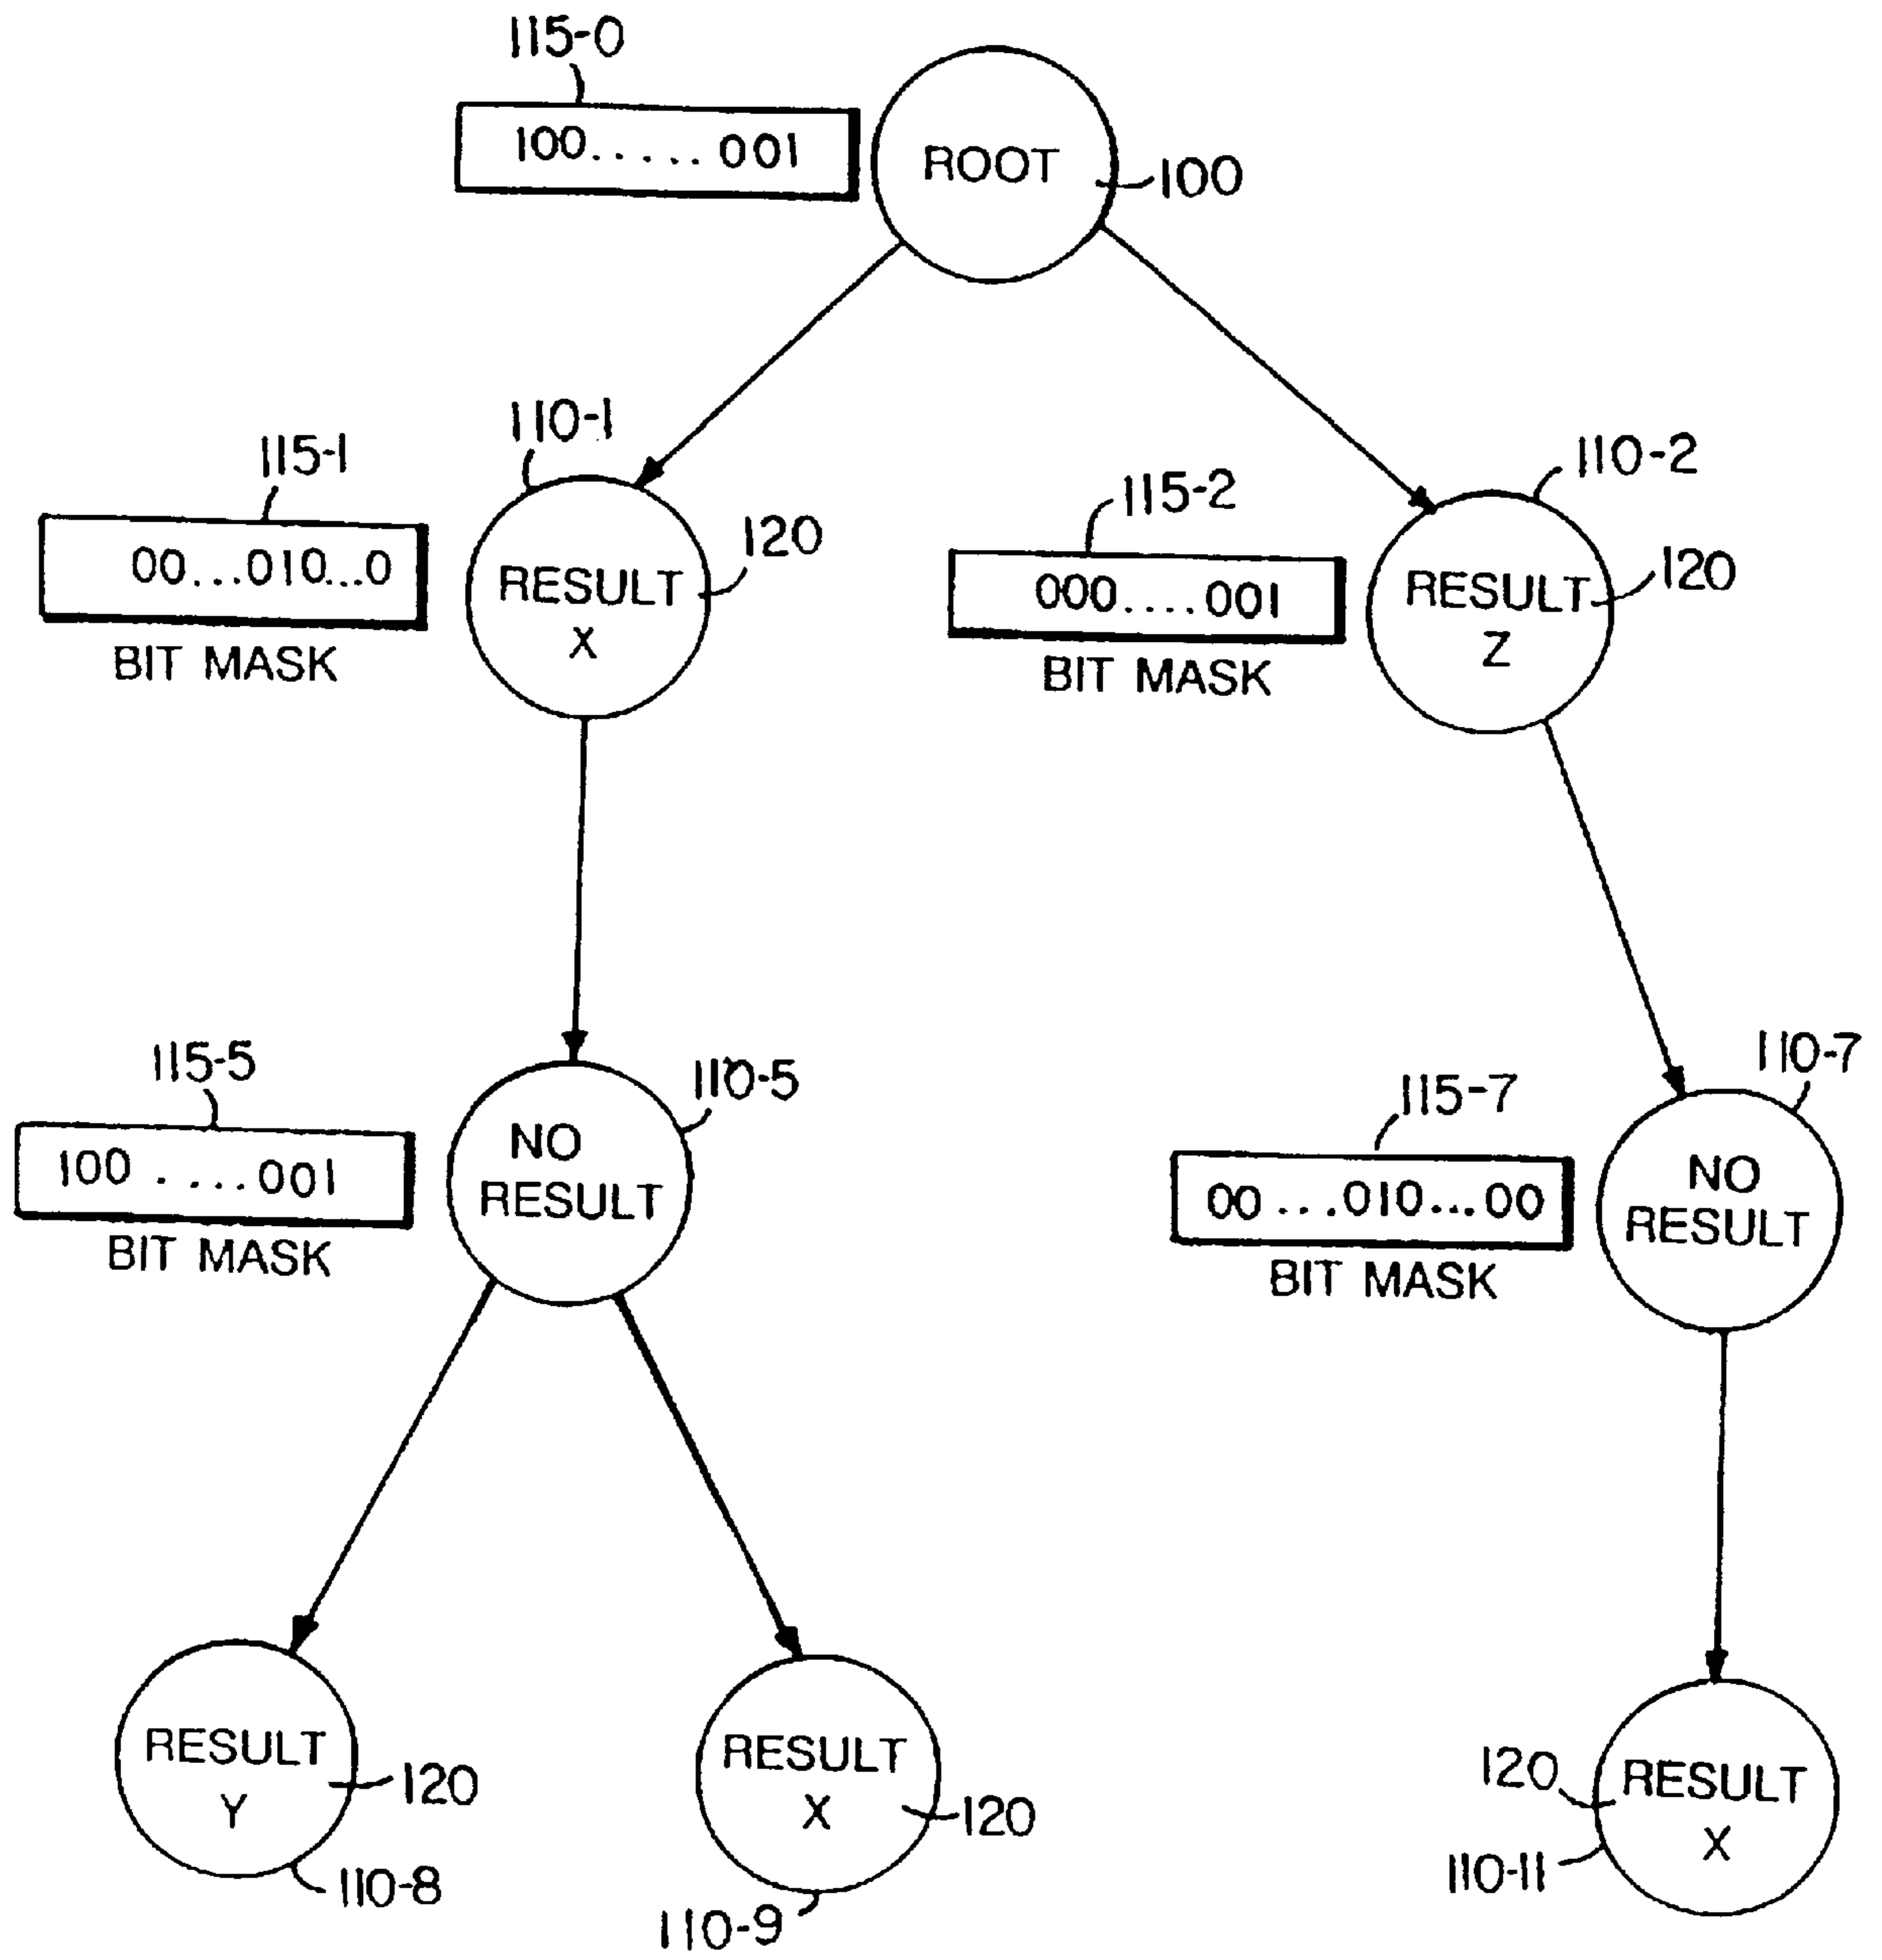 115-0
100......001
ROOT
100
110-1
115-1
00...010...0
BIT MASK
RESULT
X
120
110-2
115-2
000....001
BIT MASK
RESULT
Z
120
115-5
100 .....001
BIT MASK
110-5
NO
RESULT
110-7
115-7
00 ...010...00
BIT MASK
NO
RESULT
RESULT
Y
120
110-8
RESULT
X
120
110-9
120
RESULT
X
110-11